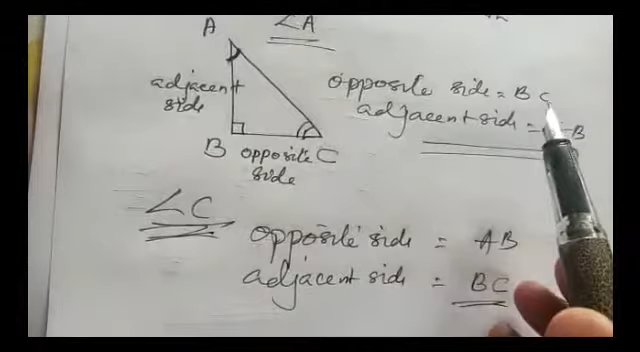 ∠A
A
adjacent
side
opposite side = BC
adjacent side = B
B opposite C
side
∠C
opposite side = AB
adjacent side = BC